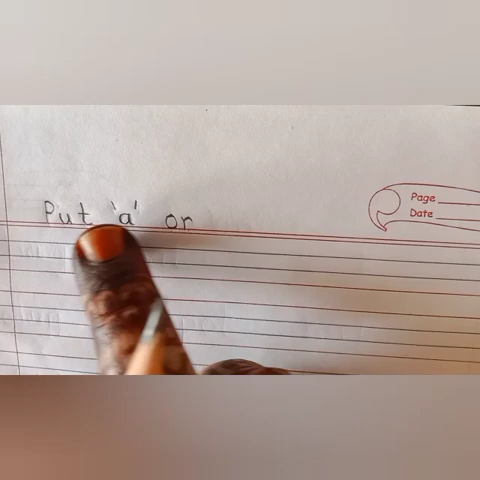 Put 'a' or
Page
Date